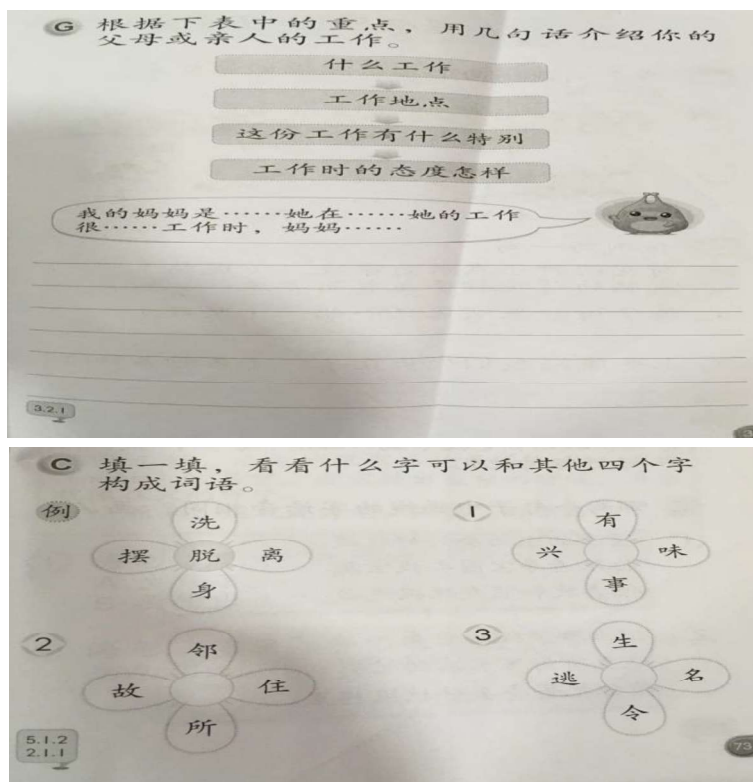 G 根据下表中的重点，用几句话介绍你的
父母或亲人的工作。
什么工作
工作地点
这份工作有什么特别
工作时的态度怎样
我的妈妈是……她在……她的工作
很……工作时，妈妈……
3.2.1
C 填一填，看看什么字可以和其他四个字
构成词语。
例
洗
摆 脱 离
身
1
有
兴 味
事
2
邻
故 住
所
3
生
逃 名
令
5.1.2
2.1.1
73